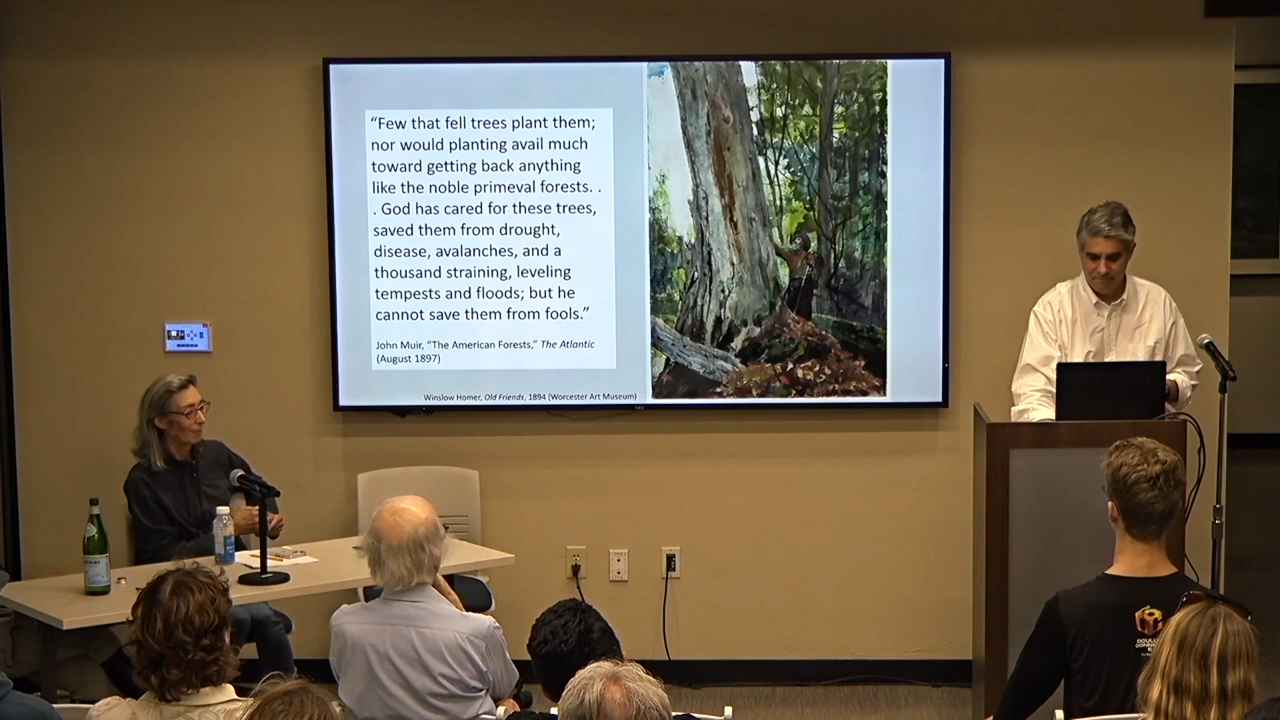 “Few that fell trees plant them;
nor would planting avail much
toward getting back anything
like the noble primeval forests. .
. God has cared for these trees,
saved them from drought,
disease, avalanches, and a
thousand straining, leveling
tempests and floods; but he
cannot save them from fools.”
John Muir, “The American Forests,” The Atlantic
(August 1897)
Winslow Homer, Old Friends, 1894 (Worcester Art Museum)